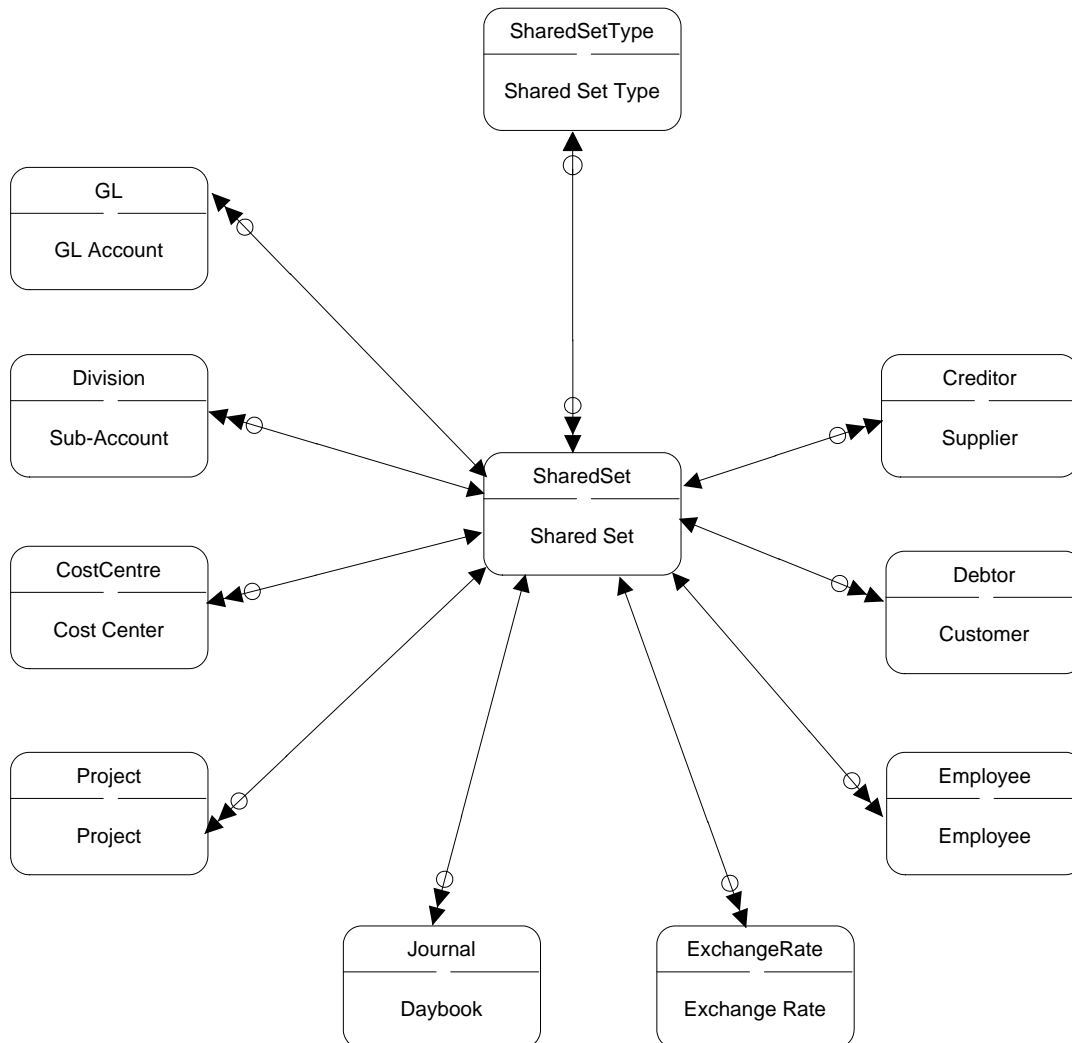 SharedSetType
Shared Set Type
GL
GL Account
Division
Sub-Account
Creditor
Supplier
SharedSet
Shared Set
CostCentre
Cost Center
Debtor
Customer
Project
Project
Employee
Employee
Journal
Daybook
ExchangeRate
Exchange Rate